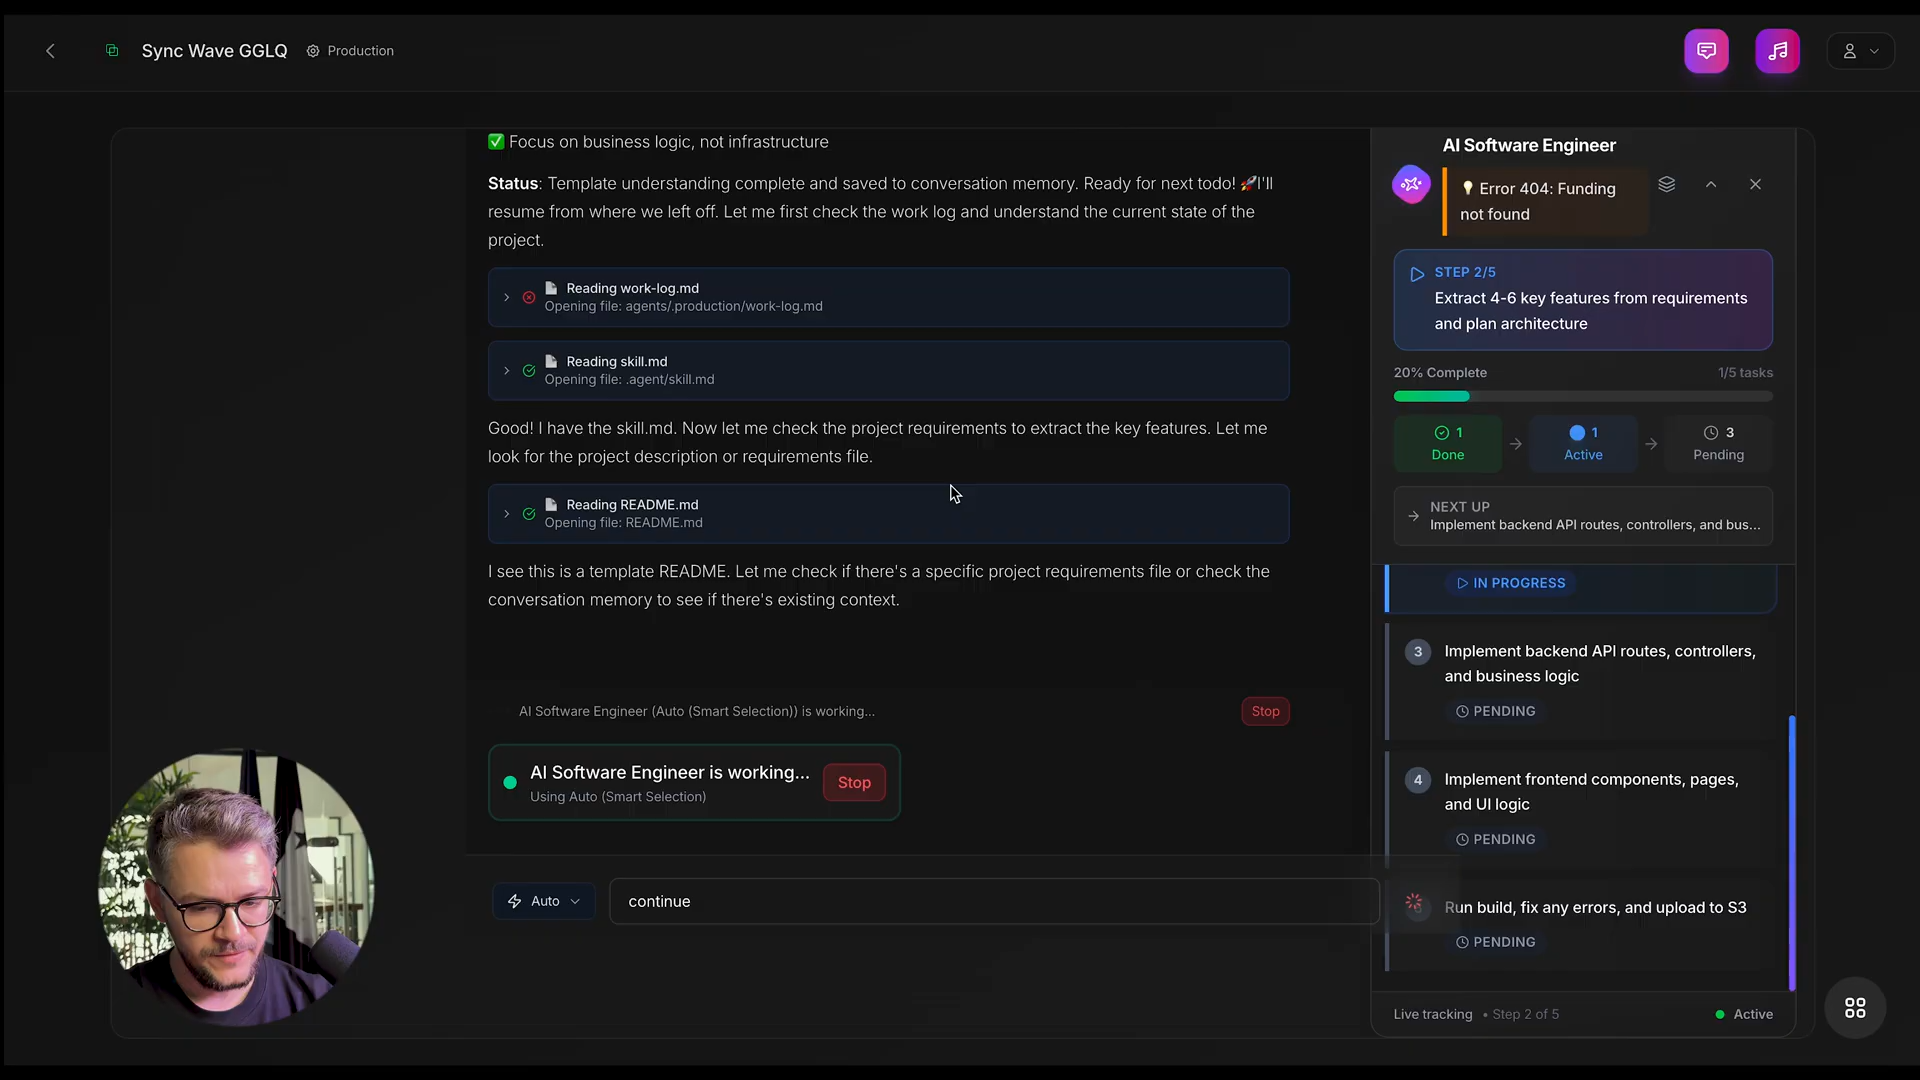 Sync Wave GGLQ
Production
✅ Focus on business logic, not infrastructure
Status: Template understanding complete and saved to conversation memory. Ready for next todo! 🚀I'll
resume from where we left off. Let me first check the work log and understand the current state of the
project.
Reading work-log.md
Opening file: agents/.production/work-log.md
Reading skill.md
Opening file: .agent/skill.md
Good! I have the skill.md. Now let me check the project requirements to extract the key features. Let me
look for the project description or requirements file.
Reading README.md
Opening file: README.md
I see this is a template README. Let me check if there's a specific project requirements file or check the
conversation memory to see if there's existing context.
AI Software Engineer (Auto (Smart Selection)) is working...
Stop
AI Software Engineer is working...
Using Auto (Smart Selection)
Stop
Auto
continue
AI Software Engineer
💡 Error 404: Funding
not found
STEP 2/5
Extract 4-6 key features from requirements
and plan architecture
20% Complete
1/5 tasks
1
Done
1
Active
3
Pending
NEXT UP
Implement backend API routes, controllers, and bus...
IN PROGRESS
3
Implement backend API routes, controllers,
and business logic
PENDING
4
Implement frontend components, pages,
and UI logic
PENDING
Run build, fix any errors, and upload to S3
PENDING
Live tracking • Step 2 of 5
Active